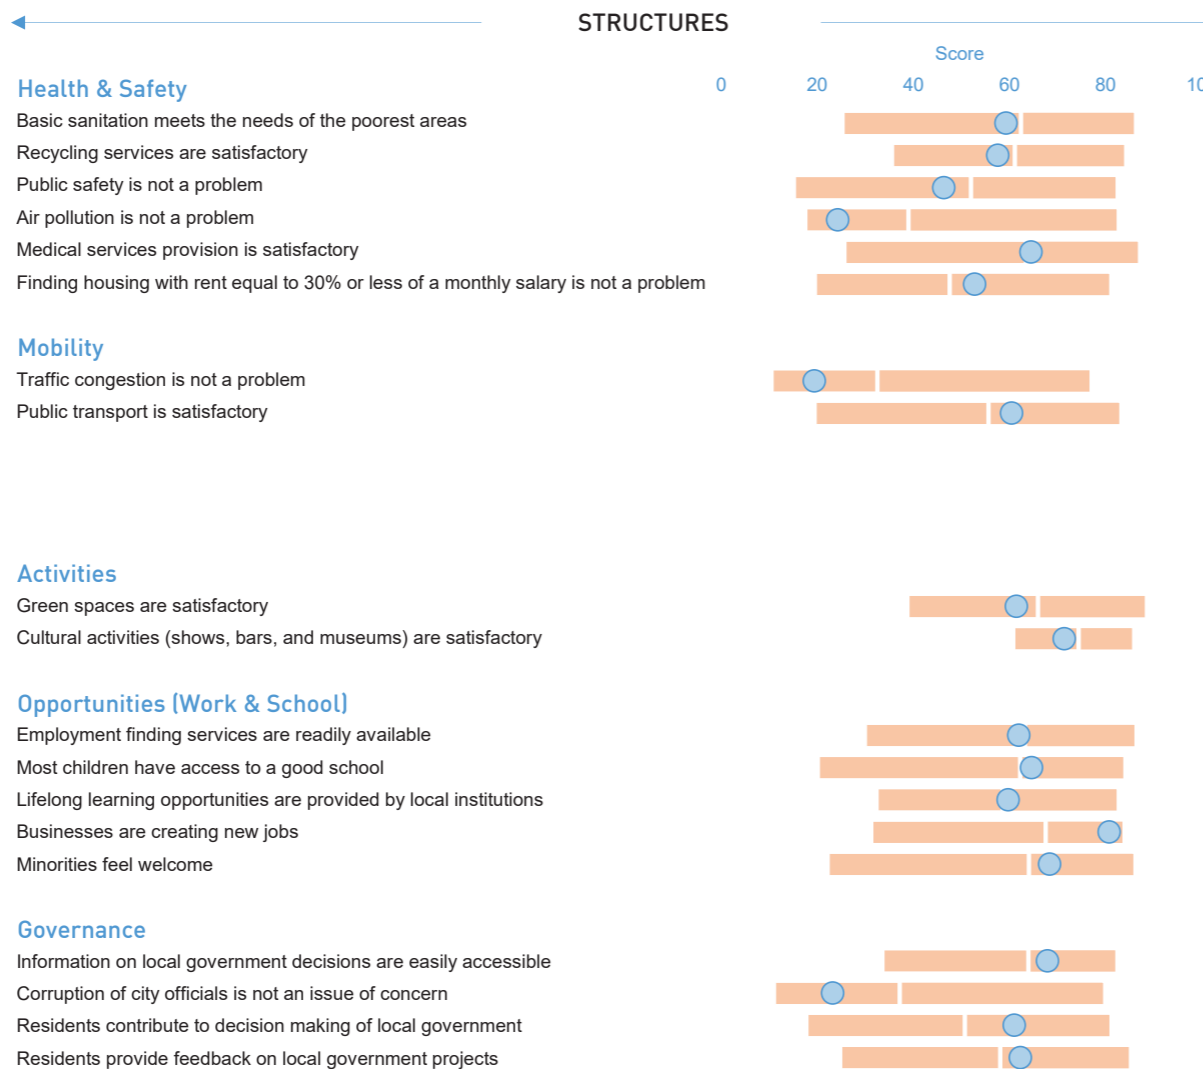 STRUCTURES
Score
Health & Safety
0 20 40 60 80 10
Basic sanitation meets the needs of the poorest areas
Recycling services are satisfactory
Public safety is not a problem
Air pollution is not a problem
Medical services provision is satisfactory
Finding housing with rent equal to 30% or less of a monthly salary is not a problem
Mobility
Traffic congestion is not a problem
Public transport is satisfactory
Activities
Green spaces are satisfactory
Cultural activities (shows, bars, and museums) are satisfactory
Opportunities (Work & School)
Employment finding services are readily available
Most children have access to a good school
Lifelong learning opportunities are provided by local institutions
Businesses are creating new jobs
Minorities feel welcome
Governance
Information on local government decisions are easily accessible
Corruption of city officials is not an issue of concern
Residents contribute to decision making of local government
Residents provide feedback on local government projects